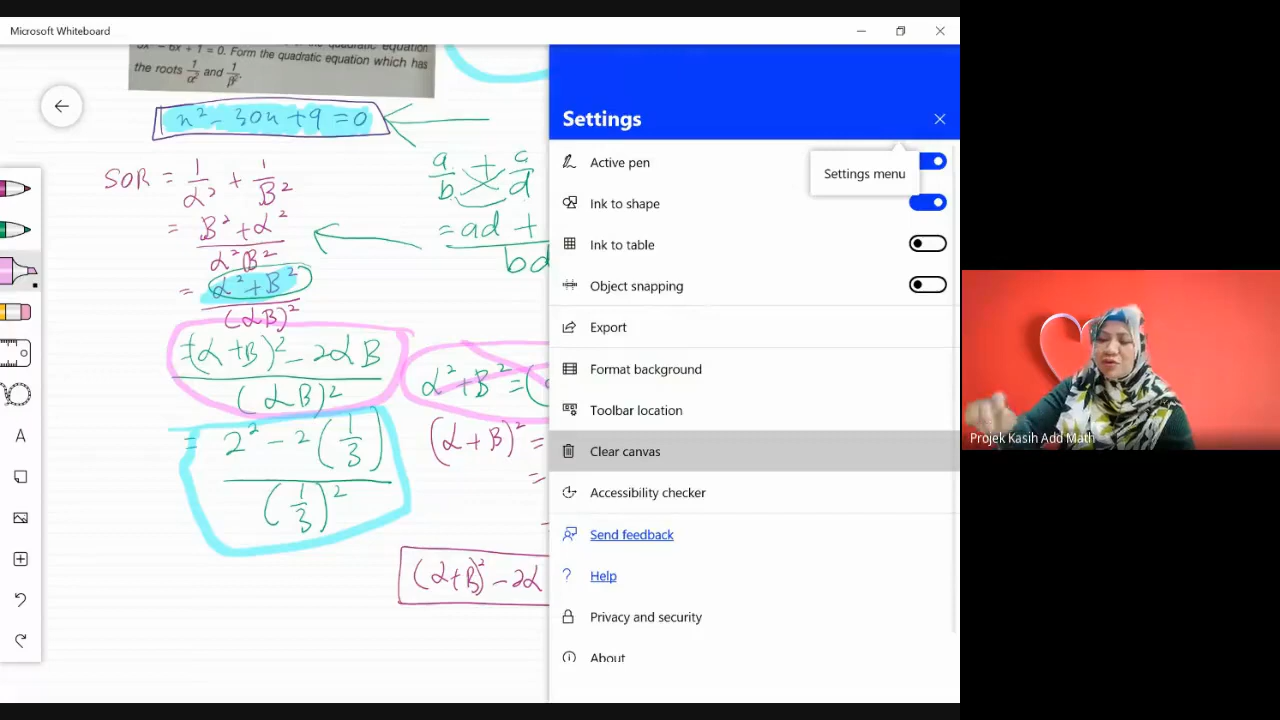 Microsoft Whiteboard
3x² − 6x + 1 = 0. Form the quadratic equation which has
the roots 1/α² and 1/β².
x² − 30x + 9 = 0
SOR = 1/α² + 1/β²
= β² + α² / α²β²
= α² + β² / (αβ)²
= (α + β)² − 2αβ / (αβ)²
= 2² − 2(1/3) / (1/3)²
a/b + c/d
= ad + / bd
α² + β² = (
(α + β)² =
=
(α + β)² − 2α
Settings
Settings menu
Active pen
Ink to shape
Ink to table
Object snapping
Export
Format background
Toolbar location
Clear canvas
Accessibility checker
Send feedback
Help
Privacy and security
About
Projek Kasih Add Math